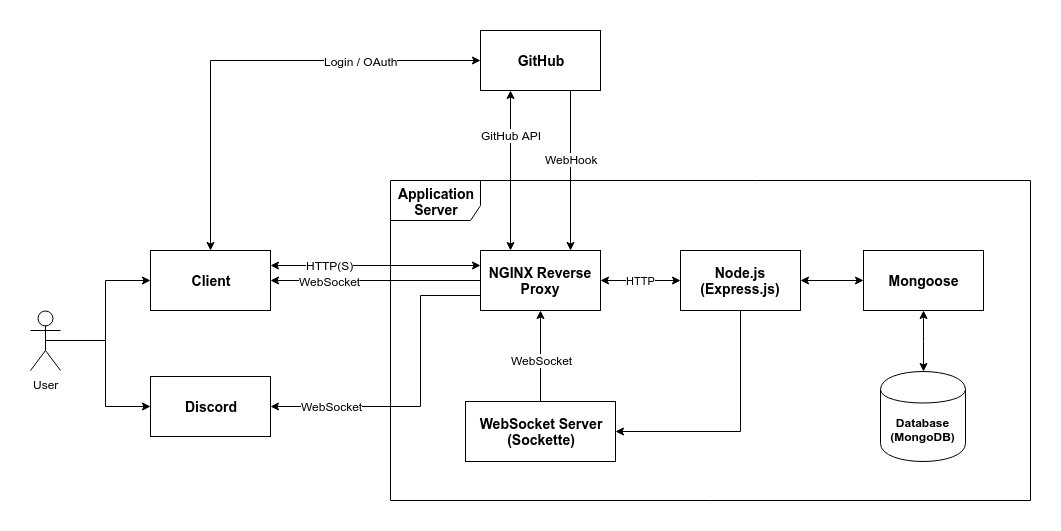 GitHub
Login / OAuth
GitHub API
WebHook
Application
Server
Client
HTTP(S)
WebSocket
NGINX Reverse
Proxy
HTTP
Node.js
(Express.js)
Mongoose
User
WebSocket
Discord
WebSocket
WebSocket Server
(Sockette)
Database
(MongoDB)